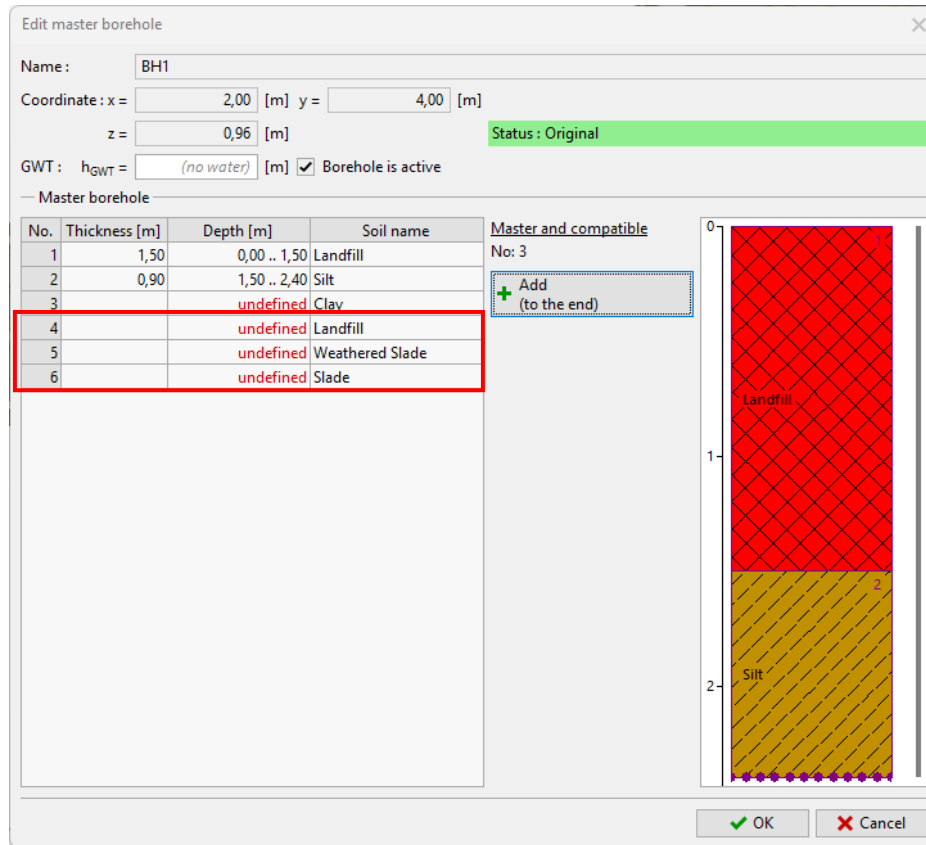 Edit master borehole
Name : BH1
Coordinate : x = 2,00 [m] y = 4,00 [m]
z = 0,96 [m] Status : Original
GWT : hGWT = (no water) [m] Borehole is active
Master borehole
No. Thickness [m] Depth [m] Soil name
1 1,50 0,00 .. 1,50 Landfill
2 0,90 1,50 .. 2,40 Silt
3 undefined Clay
4 undefined Landfill
5 undefined Weathered Slade
6 undefined Slade
Master and compatible
No: 3
Add
(to the end)
0
1
Landfill
1
2
Silt
2
OK Cancel